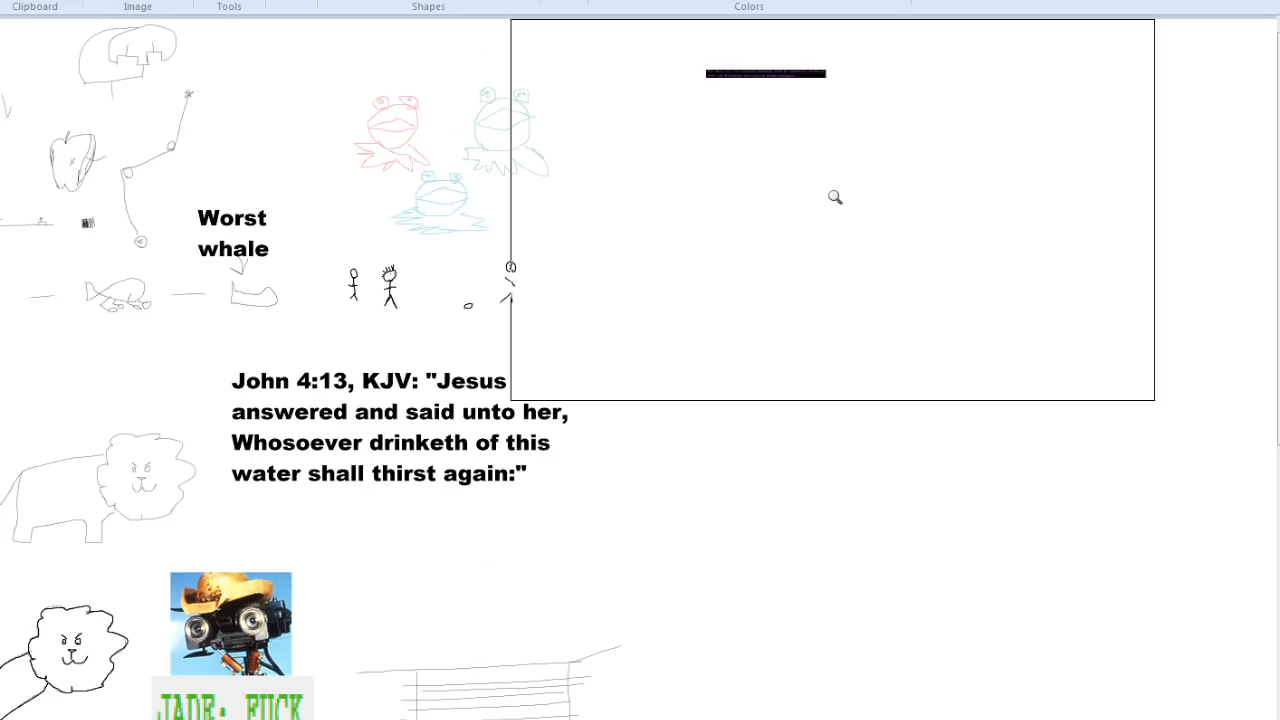 Clipboard
Image
Tools
Shapes
Colors
Worst
whale
John 4:13, KJV: "Jesus
answered and said unto her,
Whosoever drinketh of this
water shall thirst again:"
JADE: FUCK